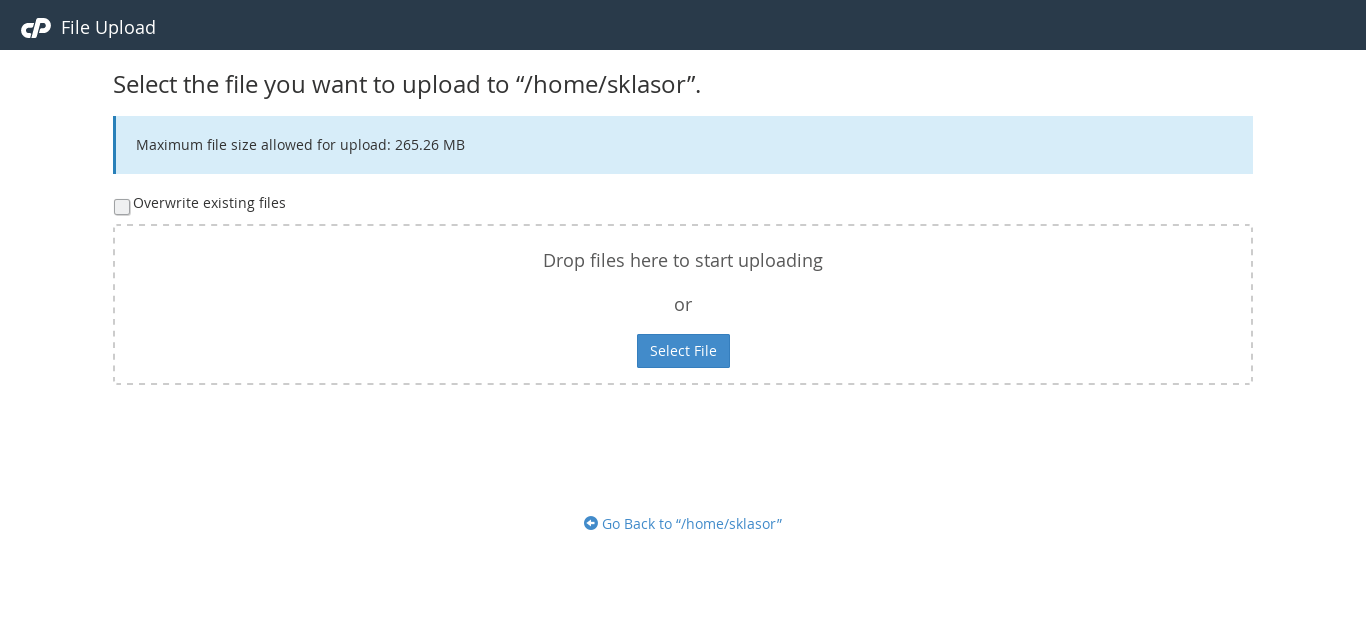 cP File Upload
Select the file you want to upload to “/home/sklasor”.
Maximum file size allowed for upload: 265.26 MB
Overwrite existing files
Drop files here to start uploading
or
Select File
Go Back to “/home/sklasor”